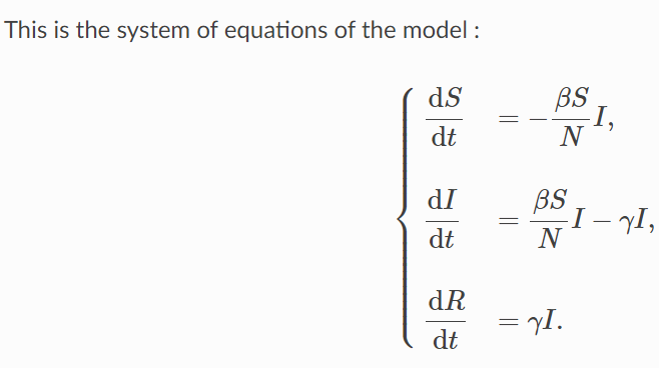 This is the system of equations of the model :
dS/dt = −βS/N I,
dI/dt = βS/N I − γI,
dR/dt = γI.